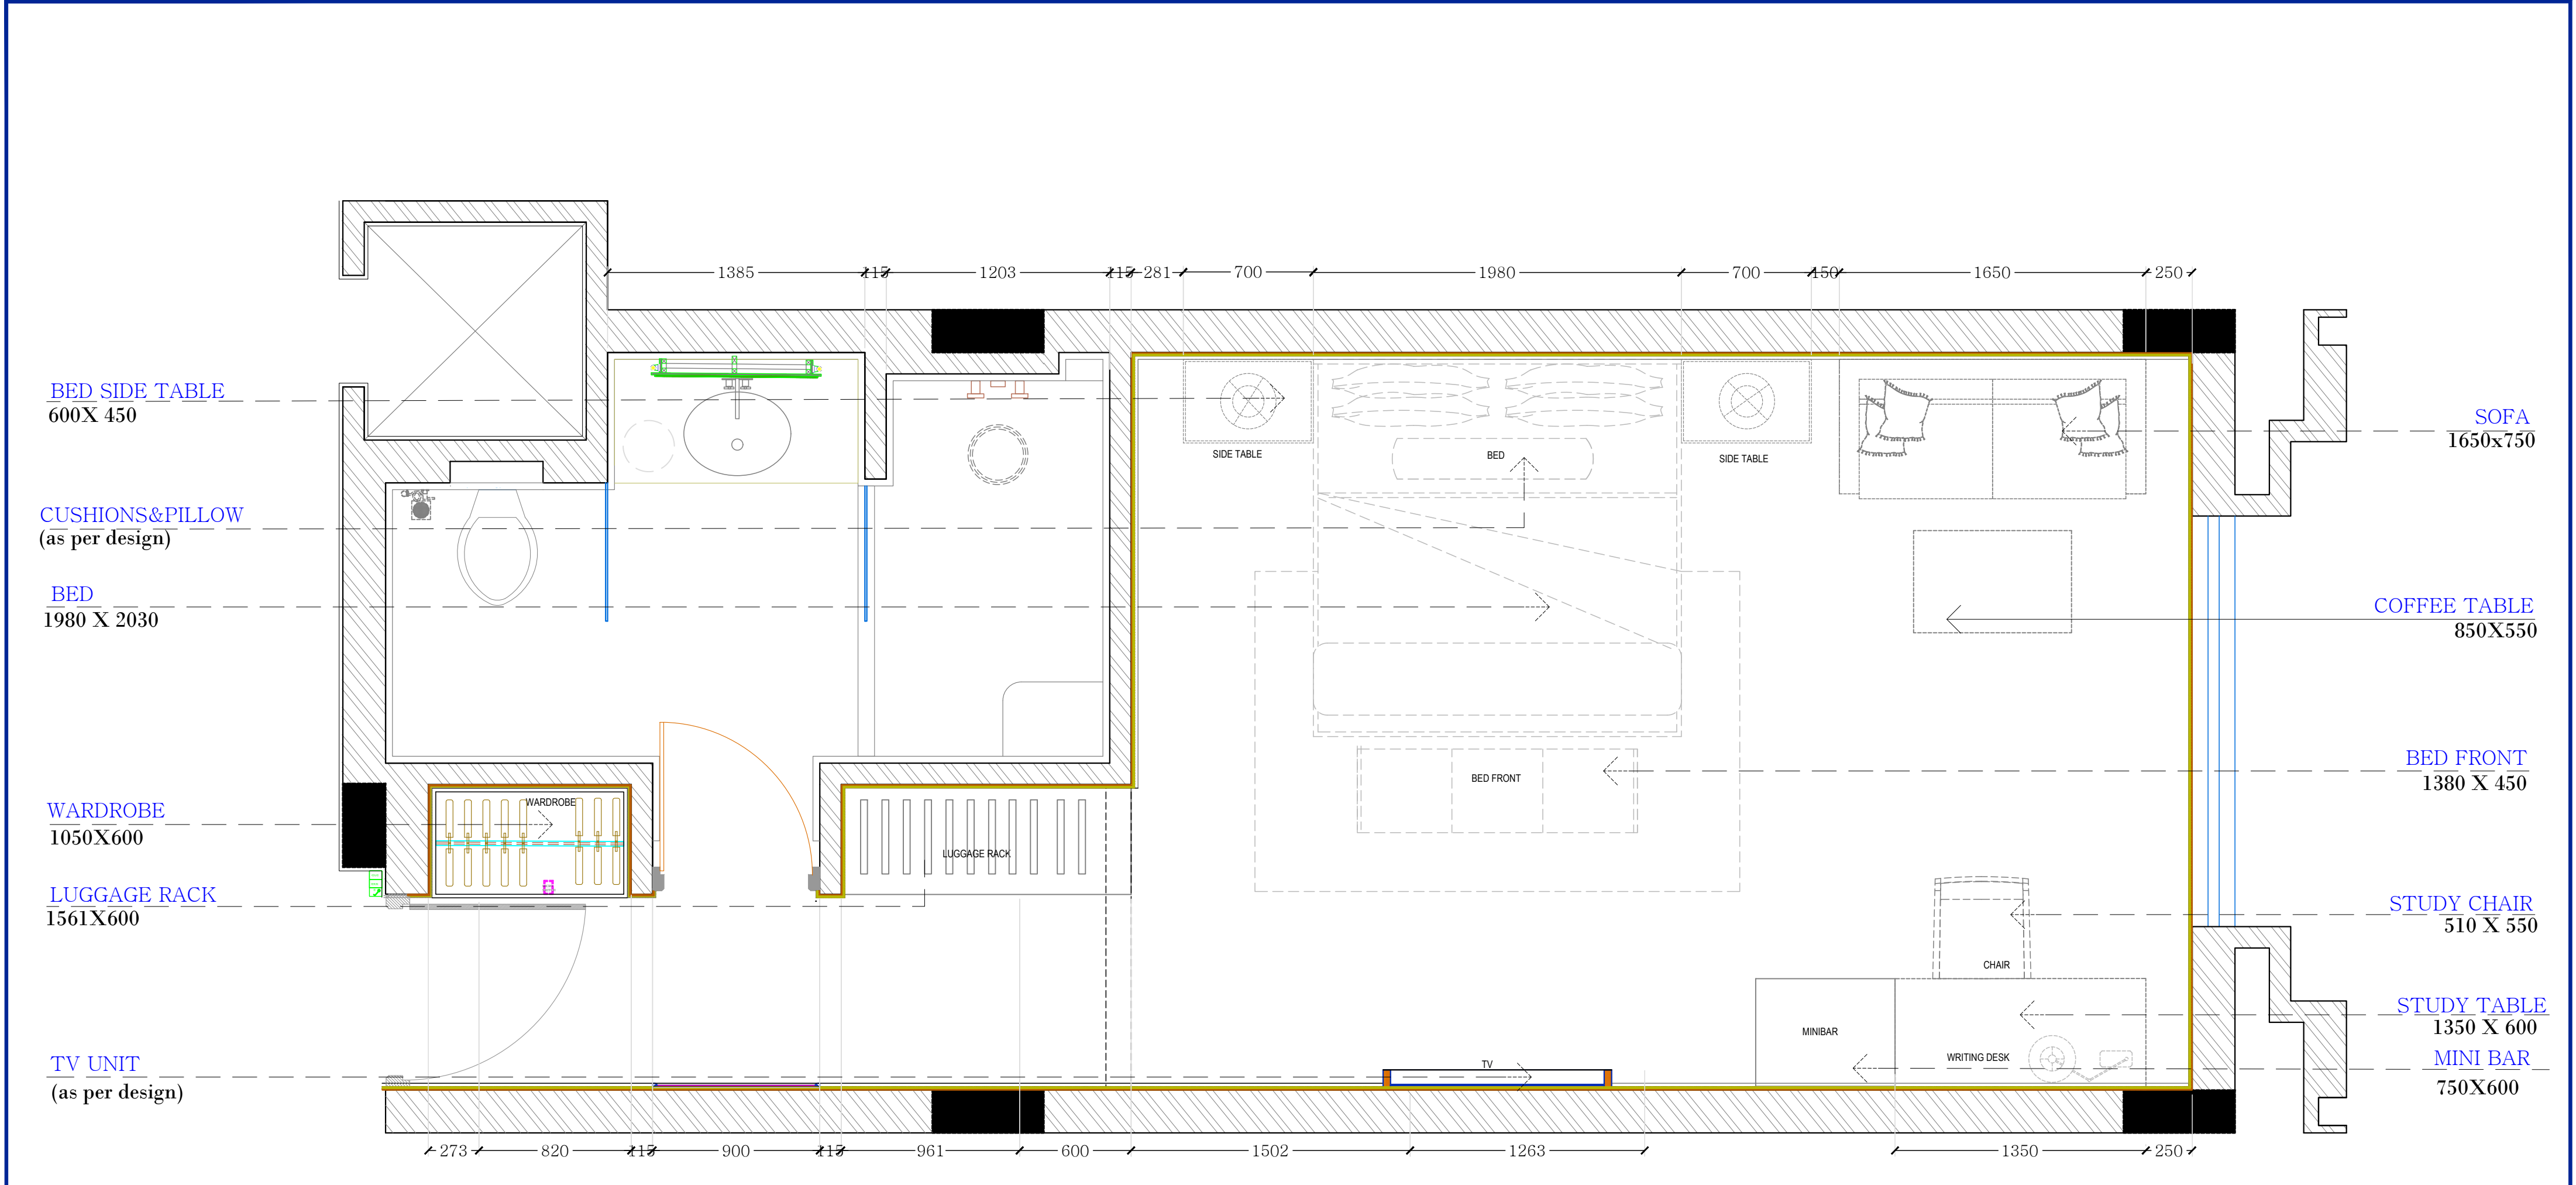 1385
115
1203
115
281
700
1980
700
150
1650
250
BED SIDE TABLE
600X 450
CUSHIONS&PILLOW
(as per design)
BED
1980 X 2030
WARDROBE
1050X600
LUGGAGE RACK
1561X600
TV UNIT
(as per design)
SIDE TABLE
BED
SIDE TABLE
BED FRONT
WARDROBE
LUGGAGE RACK
CHAIR
MINIBAR
WRITING DESK
TV
SOFA
1650x750
COFFEE TABLE
850X550
BED FRONT
1380 X 450
STUDY CHAIR
510 X 550
STUDY TABLE
1350 X 600
MINI BAR
750X600
273
820
115
900
115
961
600
1502
1263
1350
250